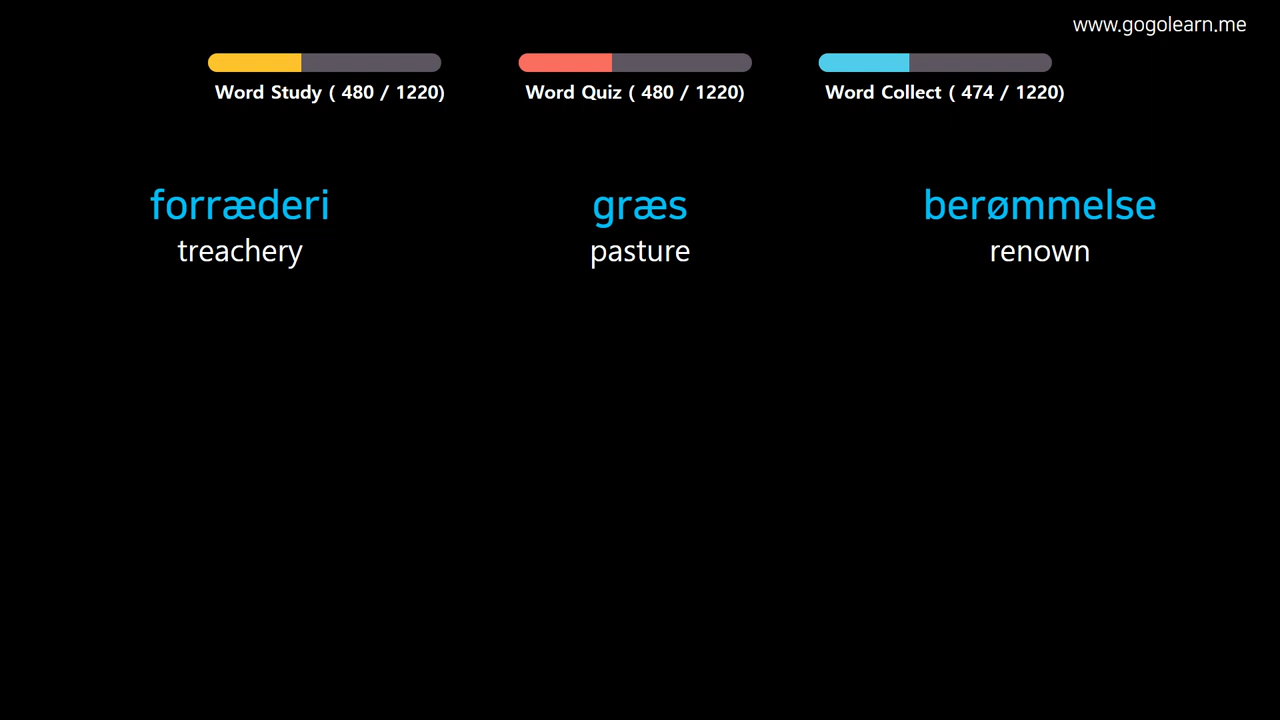 www.gogolearn.me
Word Study ( 480 / 1220)
Word Quiz ( 480 / 1220)
Word Collect ( 474 / 1220)
forræderi
treachery
græs
pasture
berømmelse
renown